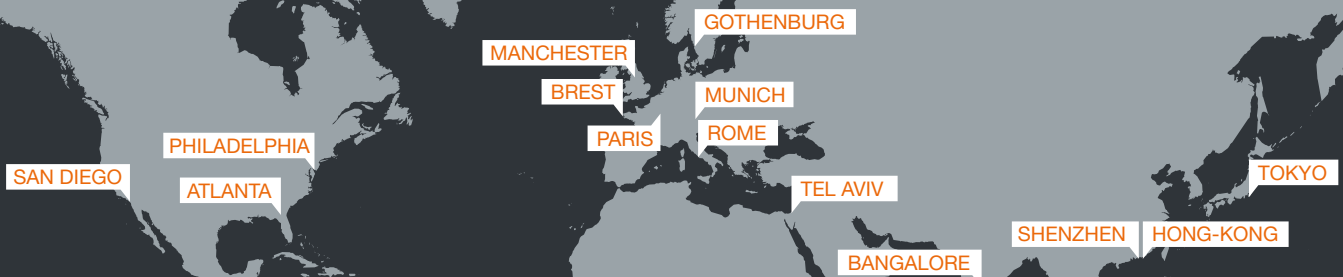 GOTHENBURG
MANCHESTER
BREST
MUNICH
PARIS
ROME
PHILADELPHIA
SAN DIEGO
ATLANTA
TEL AVIV
TOKYO
SHENZHEN
HONG-KONG
BANGALORE